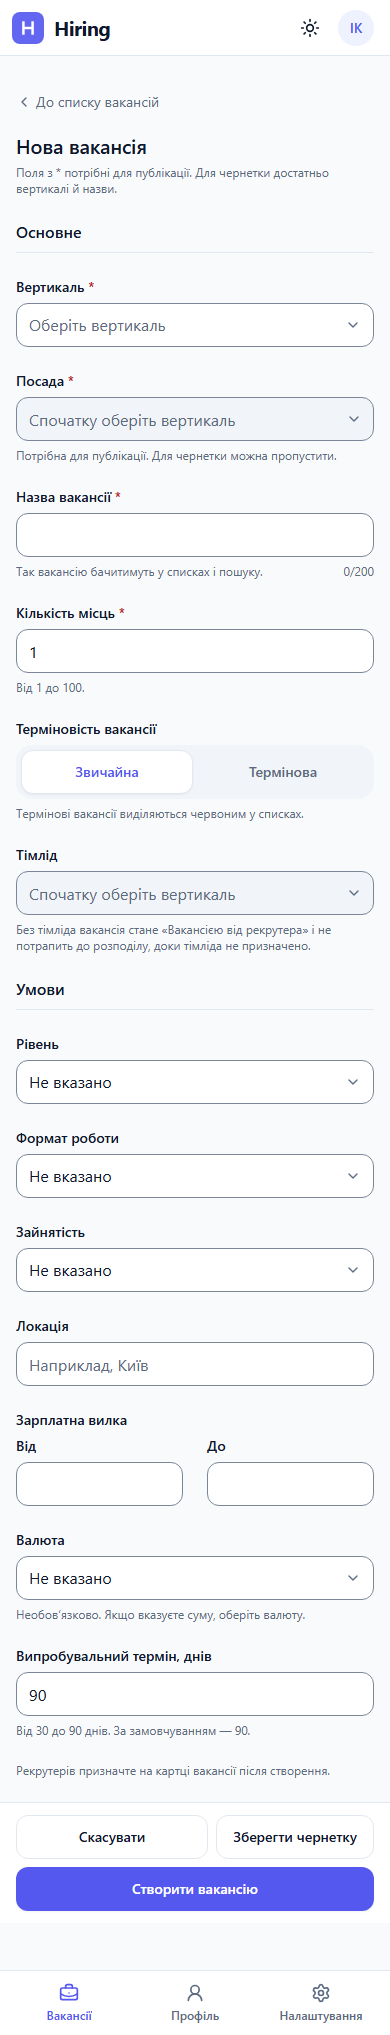 H Hiring
ІК
До списку вакансій
Нова вакансія
Поля з * потрібні для публікації. Для чернетки достатньо
вертикалі й назви.
Основне
Вертикаль *
Оберіть вертикаль
Посада *
Спочатку оберіть вертикаль
Потрібна для публікації. Для чернетки можна пропустити.
Назва вакансії *
Так вакансію бачитимуть у списках і пошуку. 0/200
Кількість місць *
1
Від 1 до 100.
Терміновість вакансії
Звичайна Термінова
Термінові вакансії виділяються червоним у списках.
Тімлід
Спочатку оберіть вертикаль
Без тімліда вакансія стане «Вакансією від рекрутера» і не
потрапить до розподілу, доки тімліда не призначено.
Умови
Рівень
Не вказано
Формат роботи
Не вказано
Зайнятість
Не вказано
Локація
Наприклад, Київ
Зарплатна вилка
Від До
Валюта
Не вказано
Необов'язково. Якщо вказуєте суму, оберіть валюту.
Випробувальний термін, днів
90
Від 30 до 90 днів. За замовчуванням — 90.
Рекрутерів призначте на картці вакансії після створення.
Скасувати Зберегти чернетку
Створити вакансію
Вакансії Профіль Налаштування